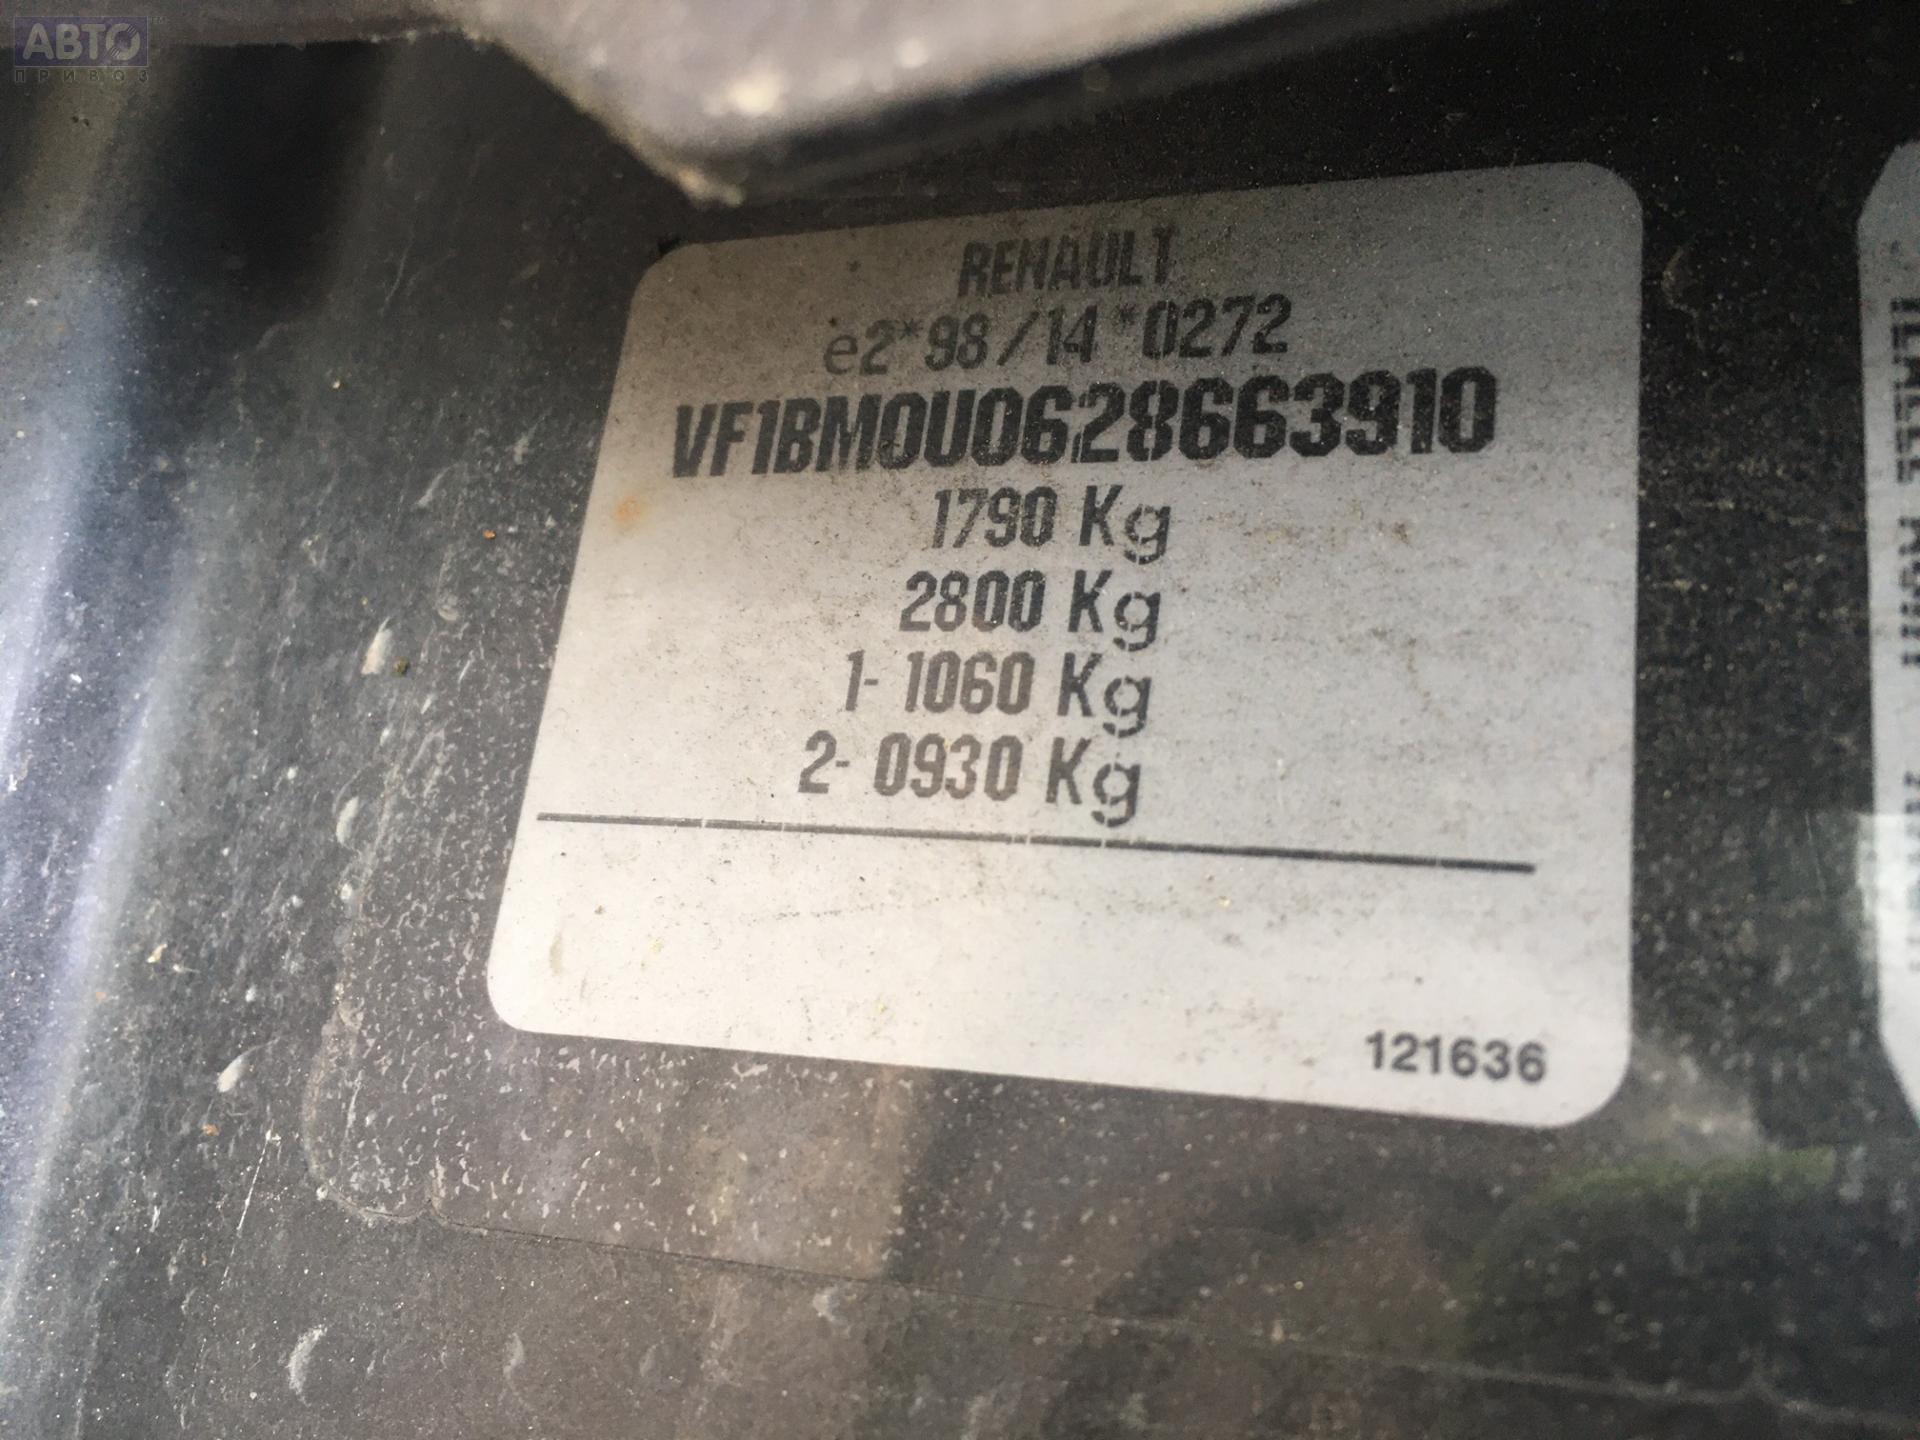 АВТО
ПРИВОЗ
RENAULT
e2*98/14*0272
VF1BM0U0628663910
1790 Kg
2800 Kg
1- 1060 Kg
2- 0930 Kg
121636